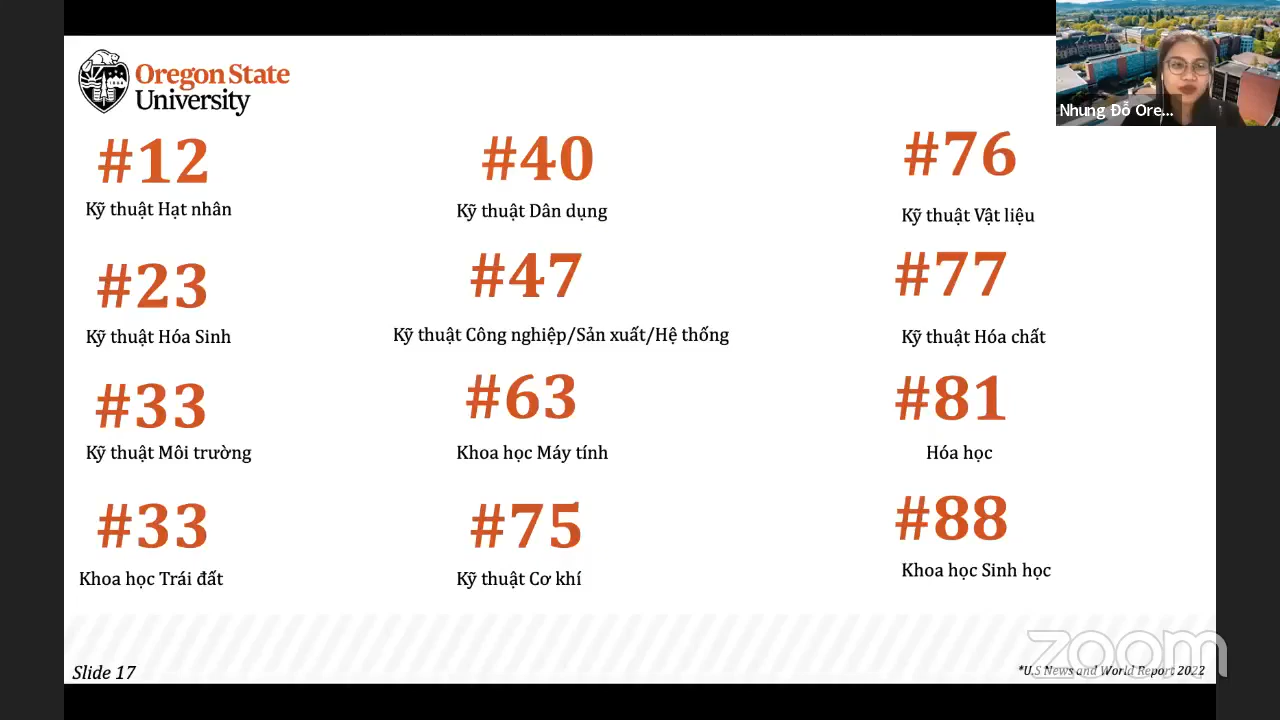 Oregon State
University
Nhung Đỗ Ore...
#12
Kỹ thuật Hạt nhân
#23
Kỹ thuật Hóa Sinh
#33
Kỹ thuật Môi trường
#33
Khoa học Trái đất
#40
Kỹ thuật Dân dụng
#47
Kỹ thuật Công nghiệp/Sản xuất/Hệ thống
#63
Khoa học Máy tính
#75
Kỹ thuật Cơ khí
#76
Kỹ thuật Vật liệu
#77
Kỹ thuật Hóa chất
#81
Hóa học
#88
Khoa học Sinh học
Slide 17
*U.S News and World Report 2022
zoom